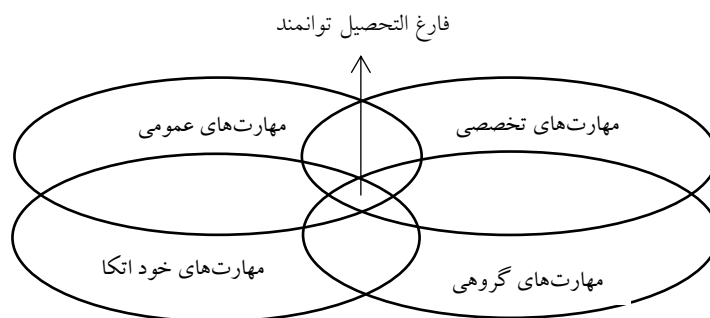 فارغ التحصیل توانمند
مهارت‌های تخصصی
مهارت‌های عمومی
مهارت‌های گروهی
مهارت‌های خود اتکا